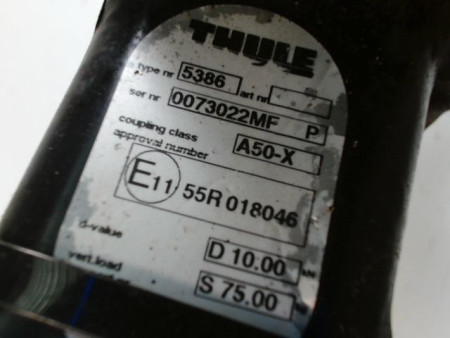 THULE
type nr 5386 art nr
ser nr 0073022MF P
coupling class A50-X
approval number
E11 55R 018046
d-value D 10.00 kN
vert.load S 75.00